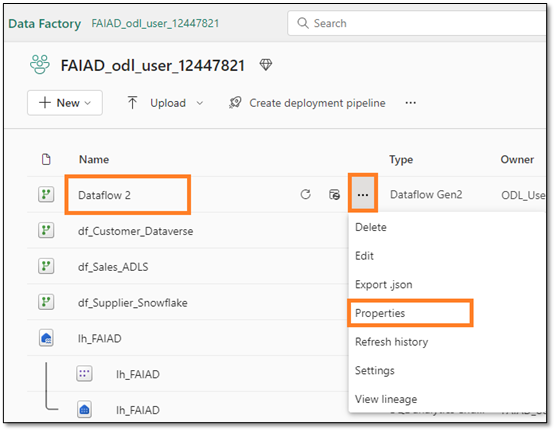 Data Factory FAIAD_odl_user_12447821 Search
FAIAD_odl_user_12447821
New Upload Create deployment pipeline ...
Name Type Owner
Dataflow 2 ... Dataflow Gen2 ODL_Use
df_Customer_Dataverse Delete
df_Sales_ADLS Edit
Export .json
df_Supplier_Snowflake Properties
lh_FAIAD Refresh history
lh_FAIAD Settings
View lineage
lh_FAIAD